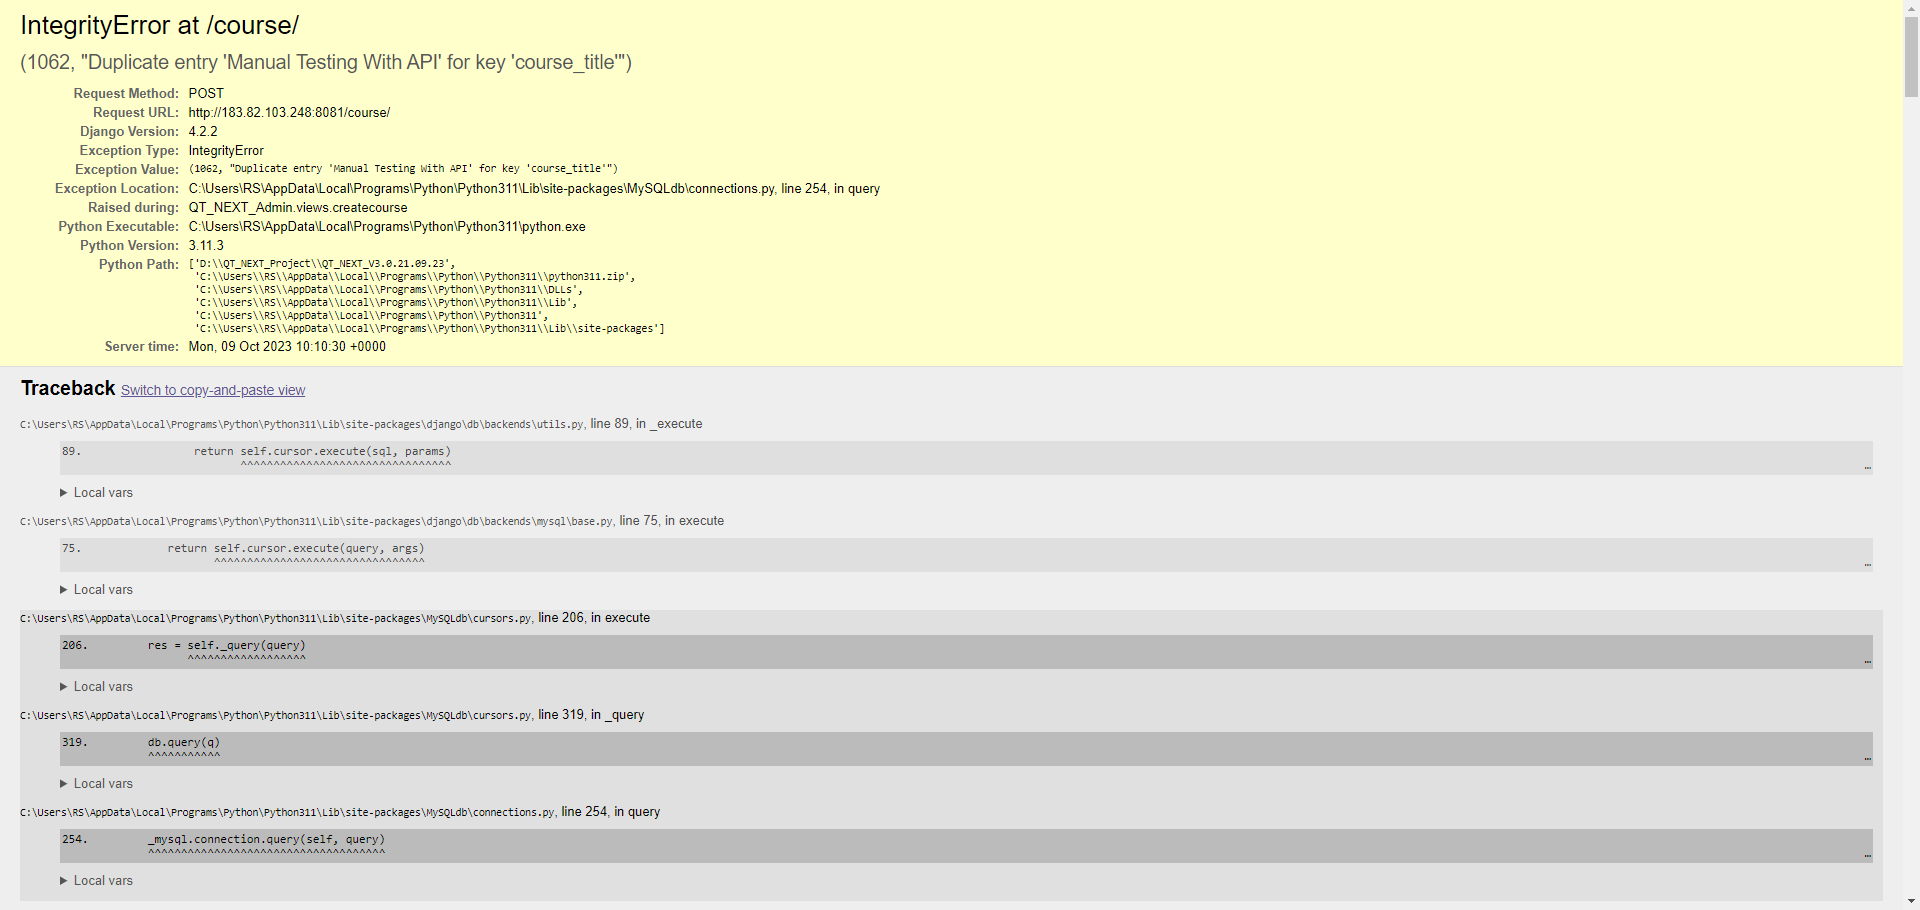 IntegrityError at /course/
(1062, "Duplicate entry 'Manual Testing With API' for key 'course_title'")
Request Method: POST
Request URL: http://183.82.103.248:8081/course/
Django Version: 4.2.2
Exception Type: IntegrityError
Exception Value: (1062, "Duplicate entry 'Manual Testing With API' for key 'course_title'")
Exception Location: C:\Users\RS\AppData\Local\Programs\Python\Python311\Lib\site-packages\MySQLdb\connections.py, line 254, in query
Raised during: QT_NEXT_Admin.views.createcourse
Python Executable: C:\Users\RS\AppData\Local\Programs\Python\Python311\python.exe
Python Version: 3.11.3
Python Path: ['D:\\QT_NEXT_Project\\QT_NEXT_V3.0.21.09.23',
'C:\\Users\\RS\\AppData\\Local\\Programs\\Python\\Python311\\python311.zip',
'C:\\Users\\RS\\AppData\\Local\\Programs\\Python\\Python311\\DLLs',
'C:\\Users\\RS\\AppData\\Local\\Programs\\Python\\Python311\\Lib',
'C:\\Users\\RS\\AppData\\Local\\Programs\\Python\\Python311',
'C:\\Users\\RS\\AppData\\Local\\Programs\\Python\\Python311\\Lib\\site-packages']
Server time: Mon, 09 Oct 2023 10:10:30 +0000
Traceback Switch to copy-and-paste view
C:\Users\RS\AppData\Local\Programs\Python\Python311\Lib\site-packages\django\db\backends\utils.py, line 89, in _execute
89. return self.cursor.execute(sql, params)
^^^^^^^^^^^^^^^^^^^^^^^^^^^^^^^^
…
▶ Local vars
C:\Users\RS\AppData\Local\Programs\Python\Python311\Lib\site-packages\django\db\backends\mysql\base.py, line 75, in execute
75. return self.cursor.execute(query, args)
^^^^^^^^^^^^^^^^^^^^^^^^^^^^^^^^
…
▶ Local vars
C:\Users\RS\AppData\Local\Programs\Python\Python311\Lib\site-packages\MySQLdb\cursors.py, line 206, in execute
206. res = self._query(query)
^^^^^^^^^^^^^^^^^^
…
▶ Local vars
C:\Users\RS\AppData\Local\Programs\Python\Python311\Lib\site-packages\MySQLdb\cursors.py, line 319, in _query
319. db.query(q)
^^^^^^^^^^^
…
▶ Local vars
C:\Users\RS\AppData\Local\Programs\Python\Python311\Lib\site-packages\MySQLdb\connections.py, line 254, in query
254. _mysql.connection.query(self, query)
^^^^^^^^^^^^^^^^^^^^^^^^^^^^^^^^^^^^
…
▶ Local vars